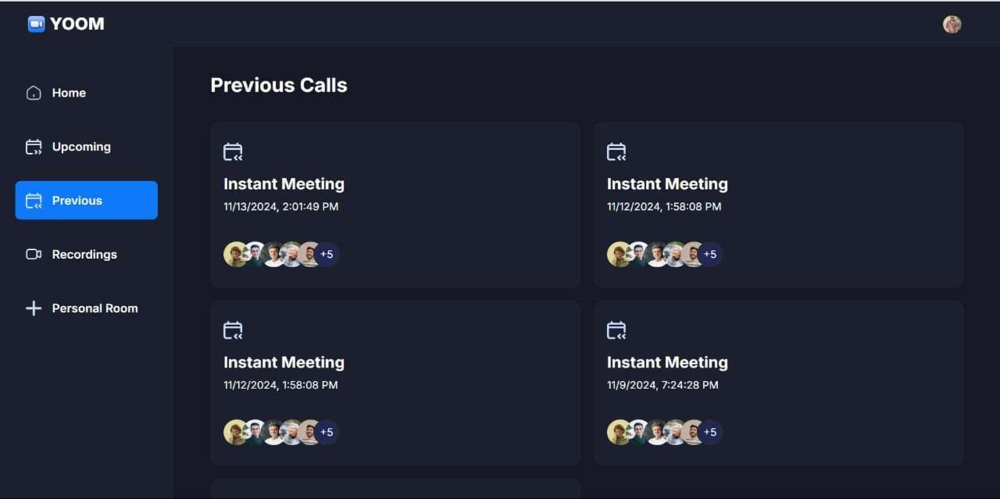 YOOM
Home
Upcoming
Previous
Recordings
Personal Room
Previous Calls
Instant Meeting
11/13/2024, 2:01:49 PM
+5
Instant Meeting
11/12/2024, 1:58:08 PM
+5
Instant Meeting
11/12/2024, 1:58:08 PM
+5
Instant Meeting
11/9/2024, 7:24:28 PM
+5